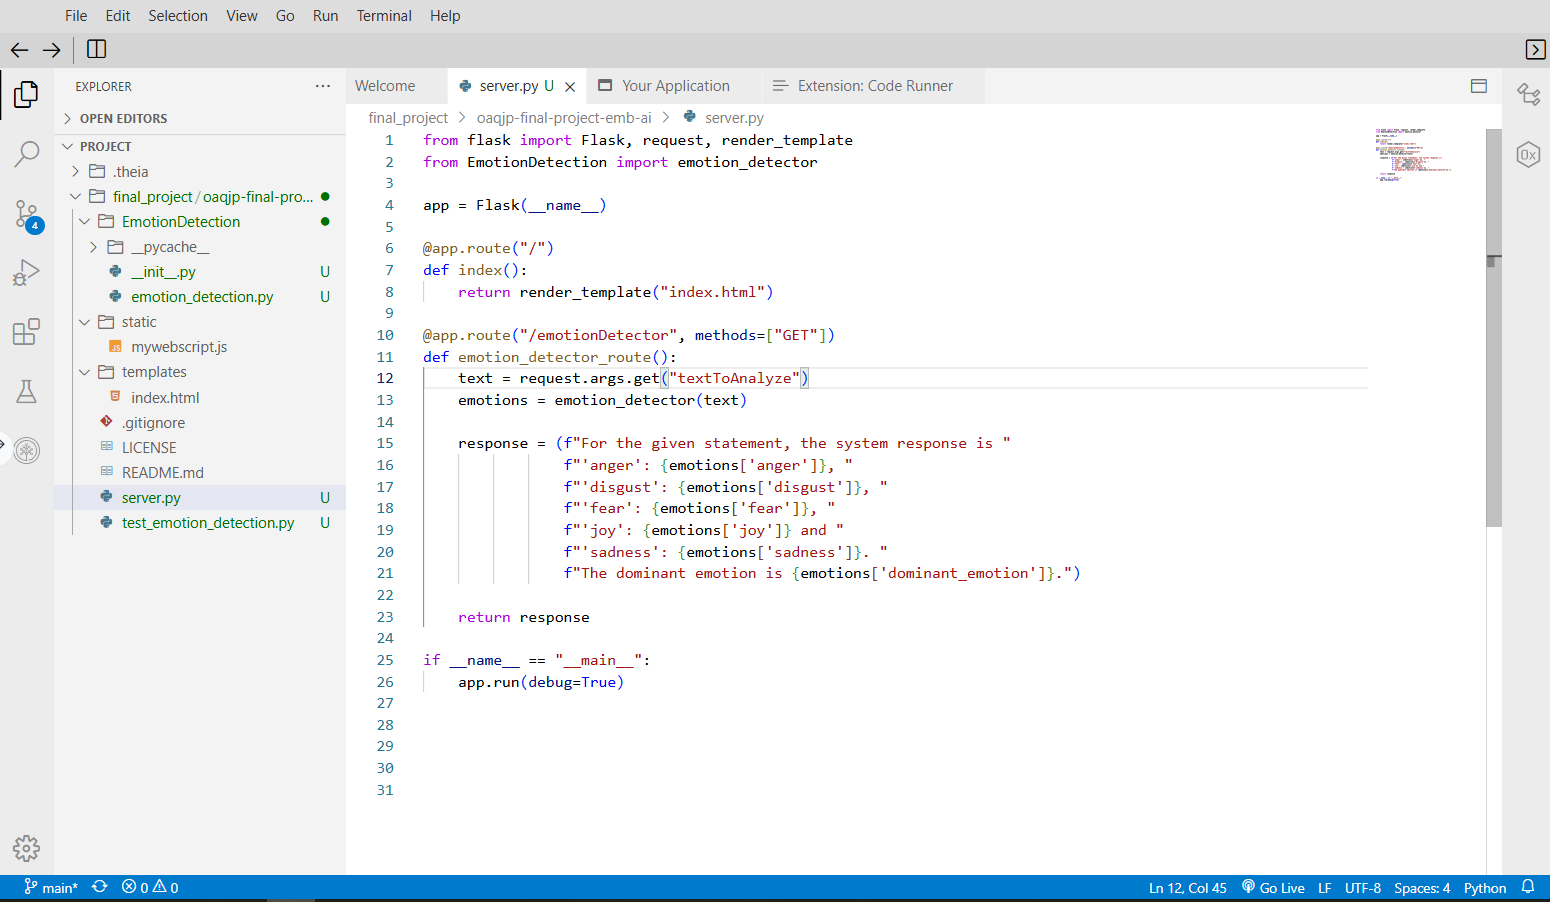 File Edit Selection View Go Run Terminal Help
EXPLORER
OPEN EDITORS
PROJECT
.theia
final_project/oaqjp-final-pro...
EmotionDetection
__pycache__
__init__.py U
emotion_detection.py U
static
JS mywebscript.js
templates
index.html
.gitignore
LICENSE
README.md
server.py U
test_emotion_detection.py U
4
Welcome server.py U Your Application Extension: Code Runner
final_project > oaqjp-final-project-emb-ai > server.py
1 from flask import Flask, request, render_template
2 from EmotionDetection import emotion_detector
3
4 app = Flask(__name__)
5
6 @app.route("/")
7 def index():
8     return render_template("index.html")
9
10 @app.route("/emotionDetector", methods=["GET"])
11 def emotion_detector_route():
12     text = request.args.get("textToAnalyze")
13     emotions = emotion_detector(text)
14
15     response = (f"For the given statement, the system response is "
16                 f"'anger': {emotions['anger']}, "
17                 f"'disgust': {emotions['disgust']}, "
18                 f"'fear': {emotions['fear']}, "
19                 f"'joy': {emotions['joy']} and "
20                 f"'sadness': {emotions['sadness']}. "
21                 f"The dominant emotion is {emotions['dominant_emotion']}.")
22
23     return response
24
25 if __name__ == "__main__":
26     app.run(debug=True)
27
28
29
30
31
0x
main* 0 0 Ln 12, Col 45 Go Live LF UTF-8 Spaces: 4 Python